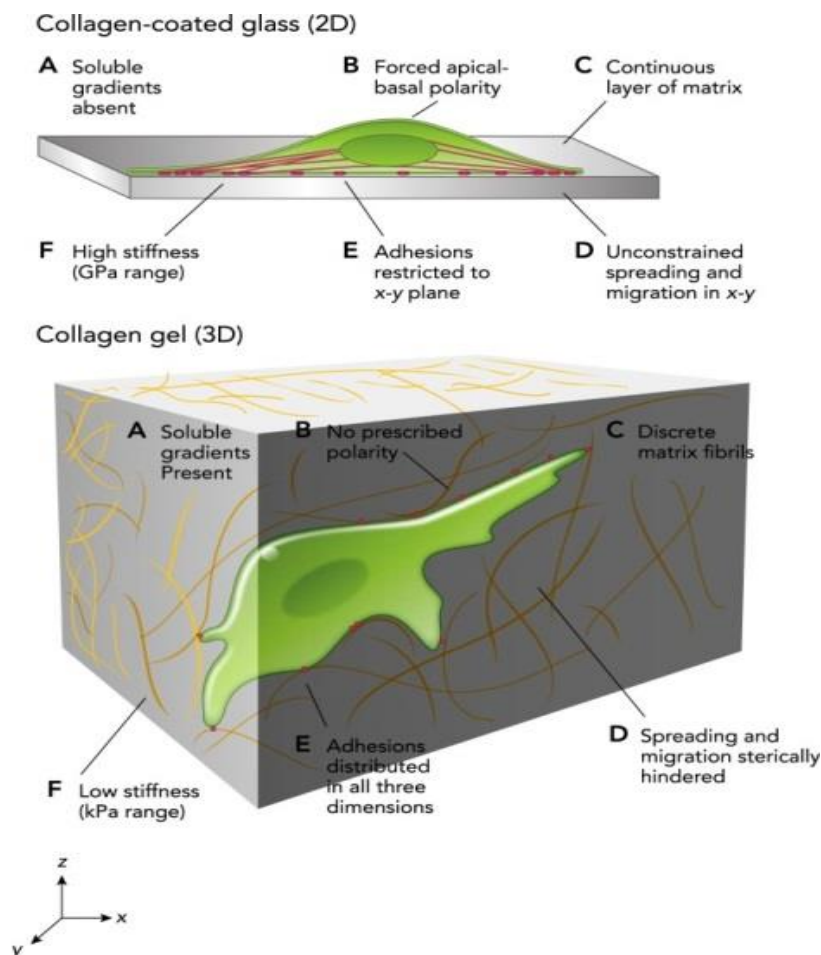 Collagen-coated glass (2D)
A Soluble
gradients
absent
B Forced apical-
basal polarity
C Continuous
layer of matrix
F High stiffness
(GPa range)
E Adhesions
restricted to
x-y plane
D Unconstrained
spreading and
migration in x-y
Collagen gel (3D)
A Soluble
gradients
Present
B No prescribed
polarity
C Discrete
matrix fibrils
F Low stiffness
(kPa range)
E Adhesions
distributed
in all three
dimensions
D Spreading and
migration sterically
hindered
z
x
y